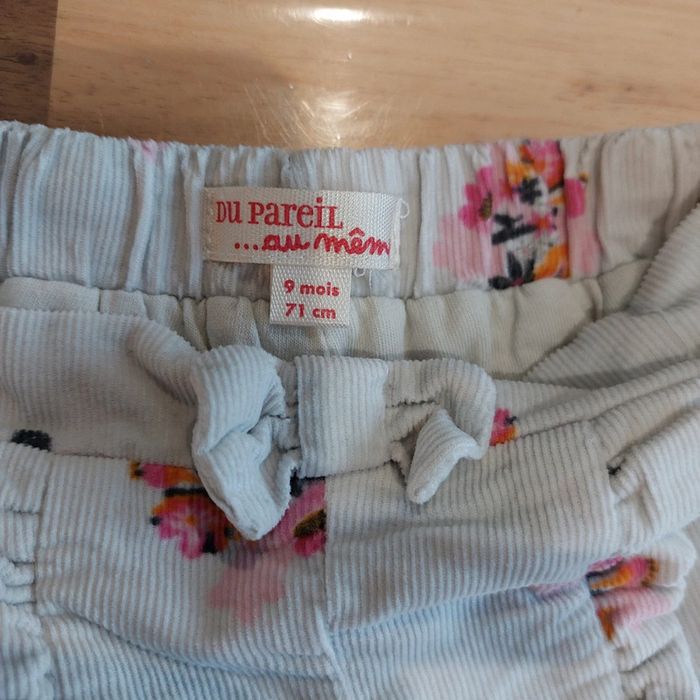 DU PAREIL
...au mêm
9 mois
71 cm